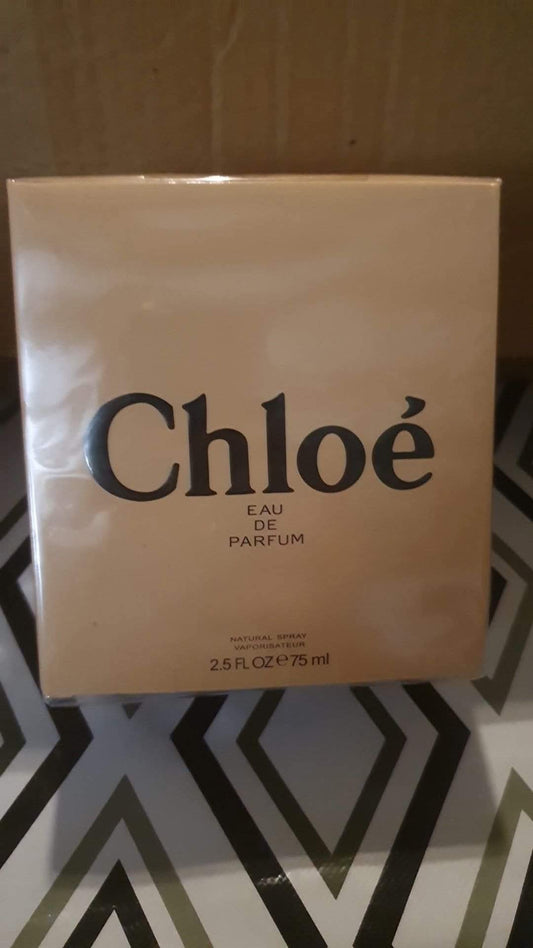 Chloé
EAU
DE
PARFUM
NATURAL SPRAY
VAPORISATEUR
2.5 FL OZ ℮ 75 ml